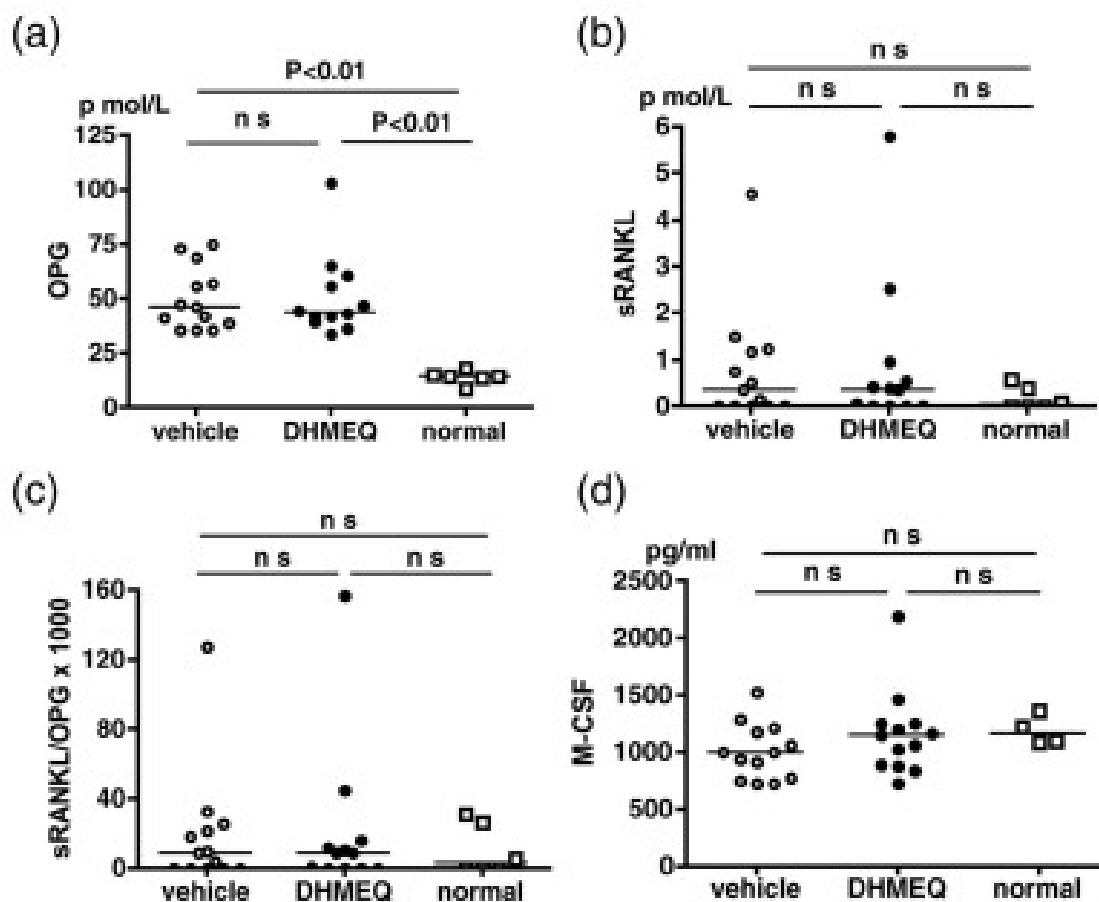 (a)
P<0.01
p mol/L
n s
P<0.01
125
100
75
50
25
0
OPG
vehicle DHMEQ normal
(b)
n s
p mol/L
n s
n s
6
5
4
3
2
1
0
sRANKL
vehicle DHMEQ normal
(c)
n s
n s
n s
160
120
80
40
0
sRANKL/OPG x 1000
vehicle DHMEQ normal
(d)
n s
pg/ml
n s
n s
2500
2000
1500
1000
500
0
M-CSF
vehicle DHMEQ normal